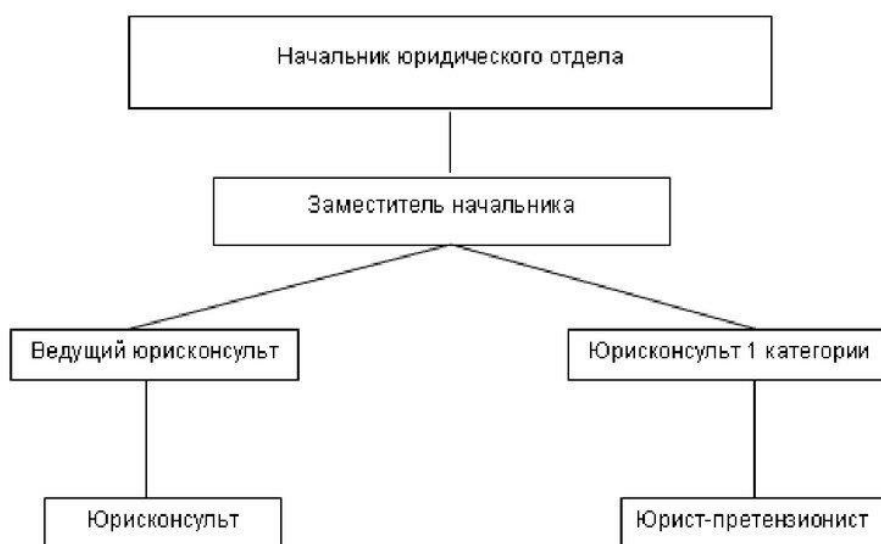 Начальник юридического отдела
Заместитель начальника
Ведущий юрисконсульт
Юрисконсульт 1 категории
Юрисконсульт
Юрист-претензионист